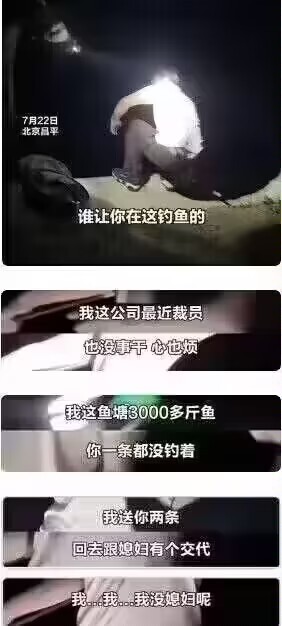 7月22日
北京昌平
谁让你在这钓鱼的
我这公司最近裁员
也没事干 心也烦
我这鱼塘3000多斤鱼
你一条都没钓着
我送你两条
回去跟媳妇有个交代
我...我...我没媳妇呢